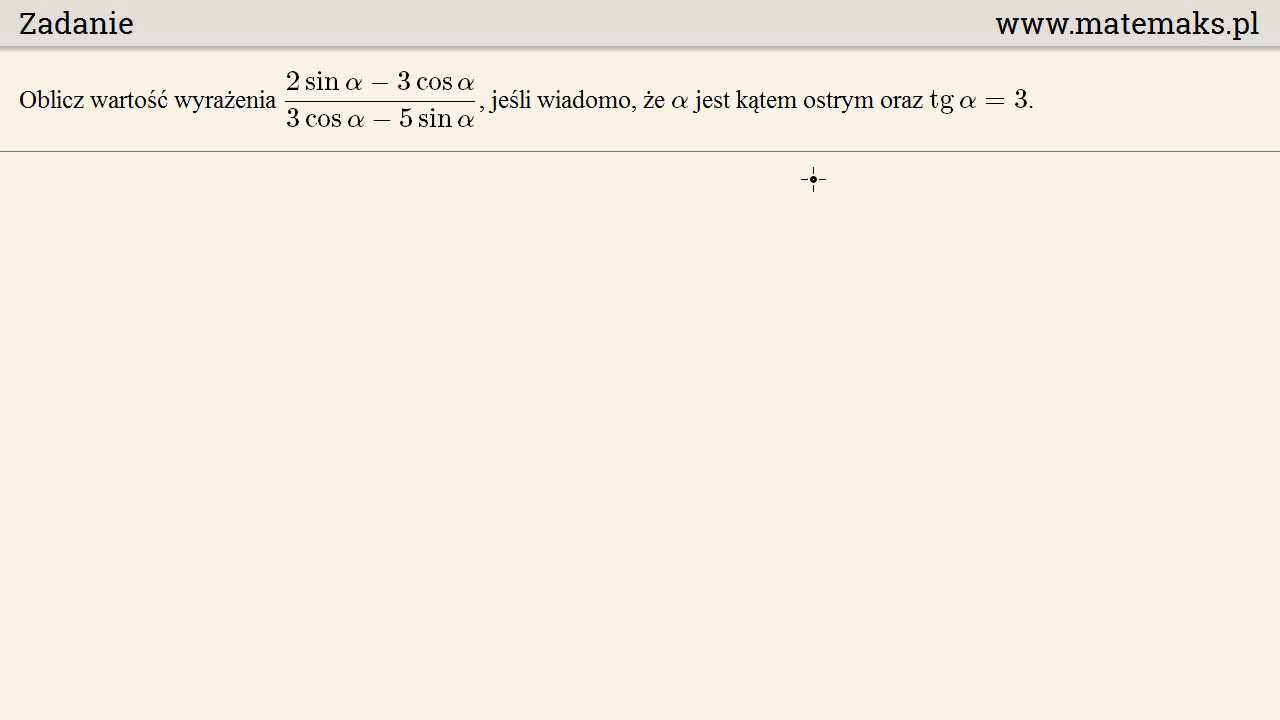 Zadanie www.matemaks.pl
Oblicz wartość wyrażenia \frac{2 \sin α − 3 \cos α}{3 \cos α − 5 \sin α}, jeśli wiadomo, że α jest kątem ostrym oraz tg α = 3.